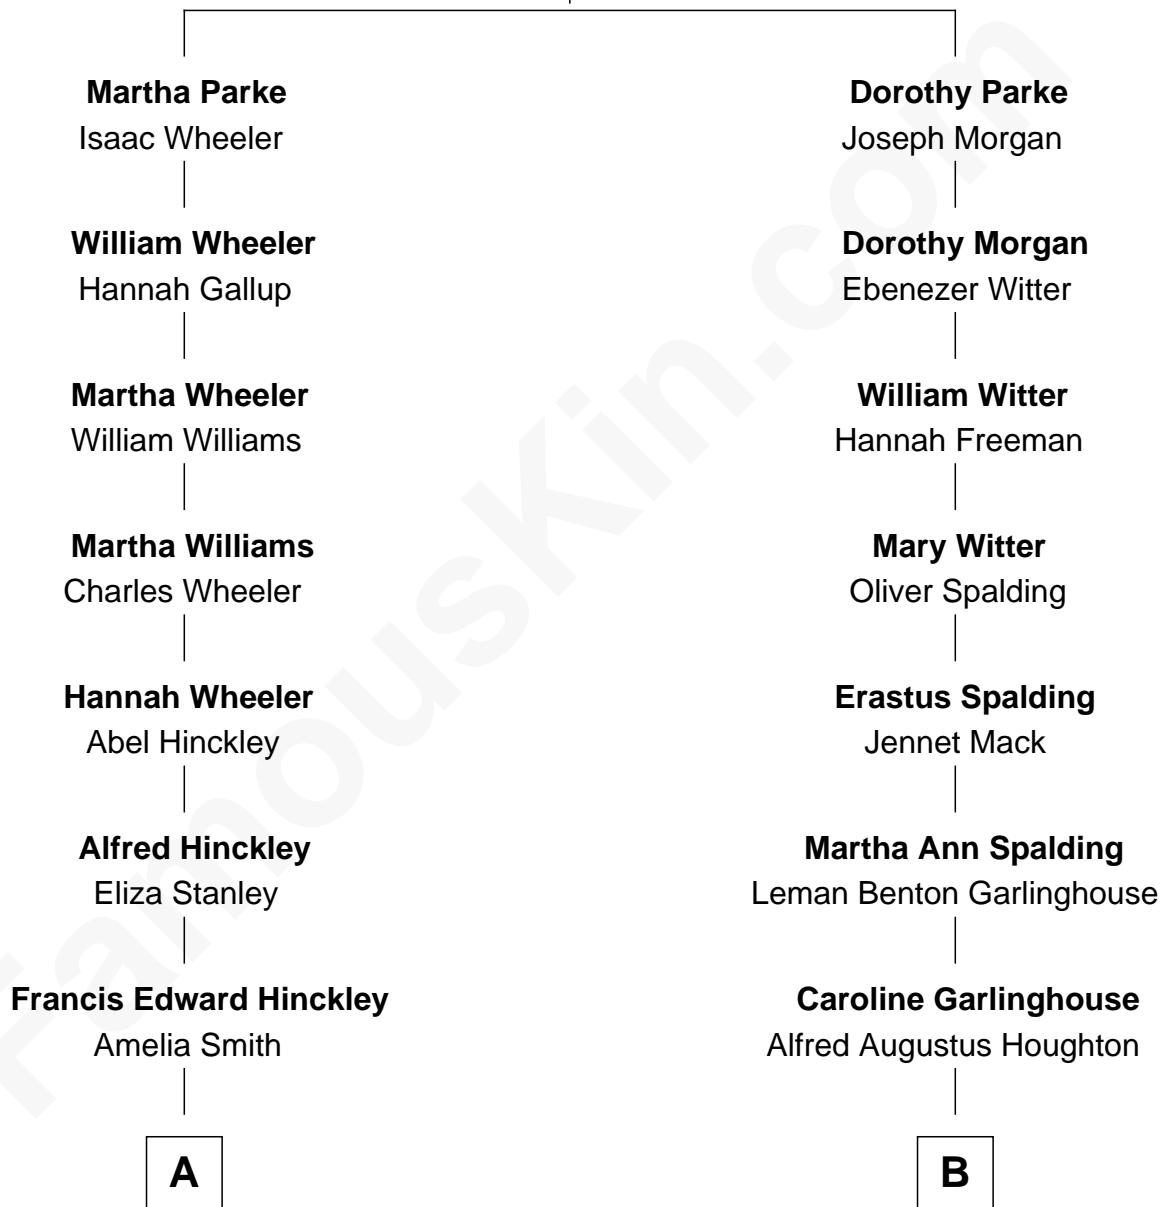 Martha Parke
Isaac Wheeler
William Wheeler
Hannah Gallup
Martha Wheeler
William Williams
Martha Williams
Charles Wheeler
Hannah Wheeler
Abel Hinckley
Alfred Hinckley
Eliza Stanley
Francis Edward Hinckley
Amelia Smith
A
Dorothy Parke
Joseph Morgan
Dorothy Morgan
Ebenezer Witter
William Witter
Hannah Freeman
Mary Witter
Oliver Spalding
Erastus Spalding
Jennet Mack
Martha Ann Spalding
Leman Benton Garlinghouse
Caroline Garlinghouse
Alfred Augustus Houghton
B
FamousKin.com